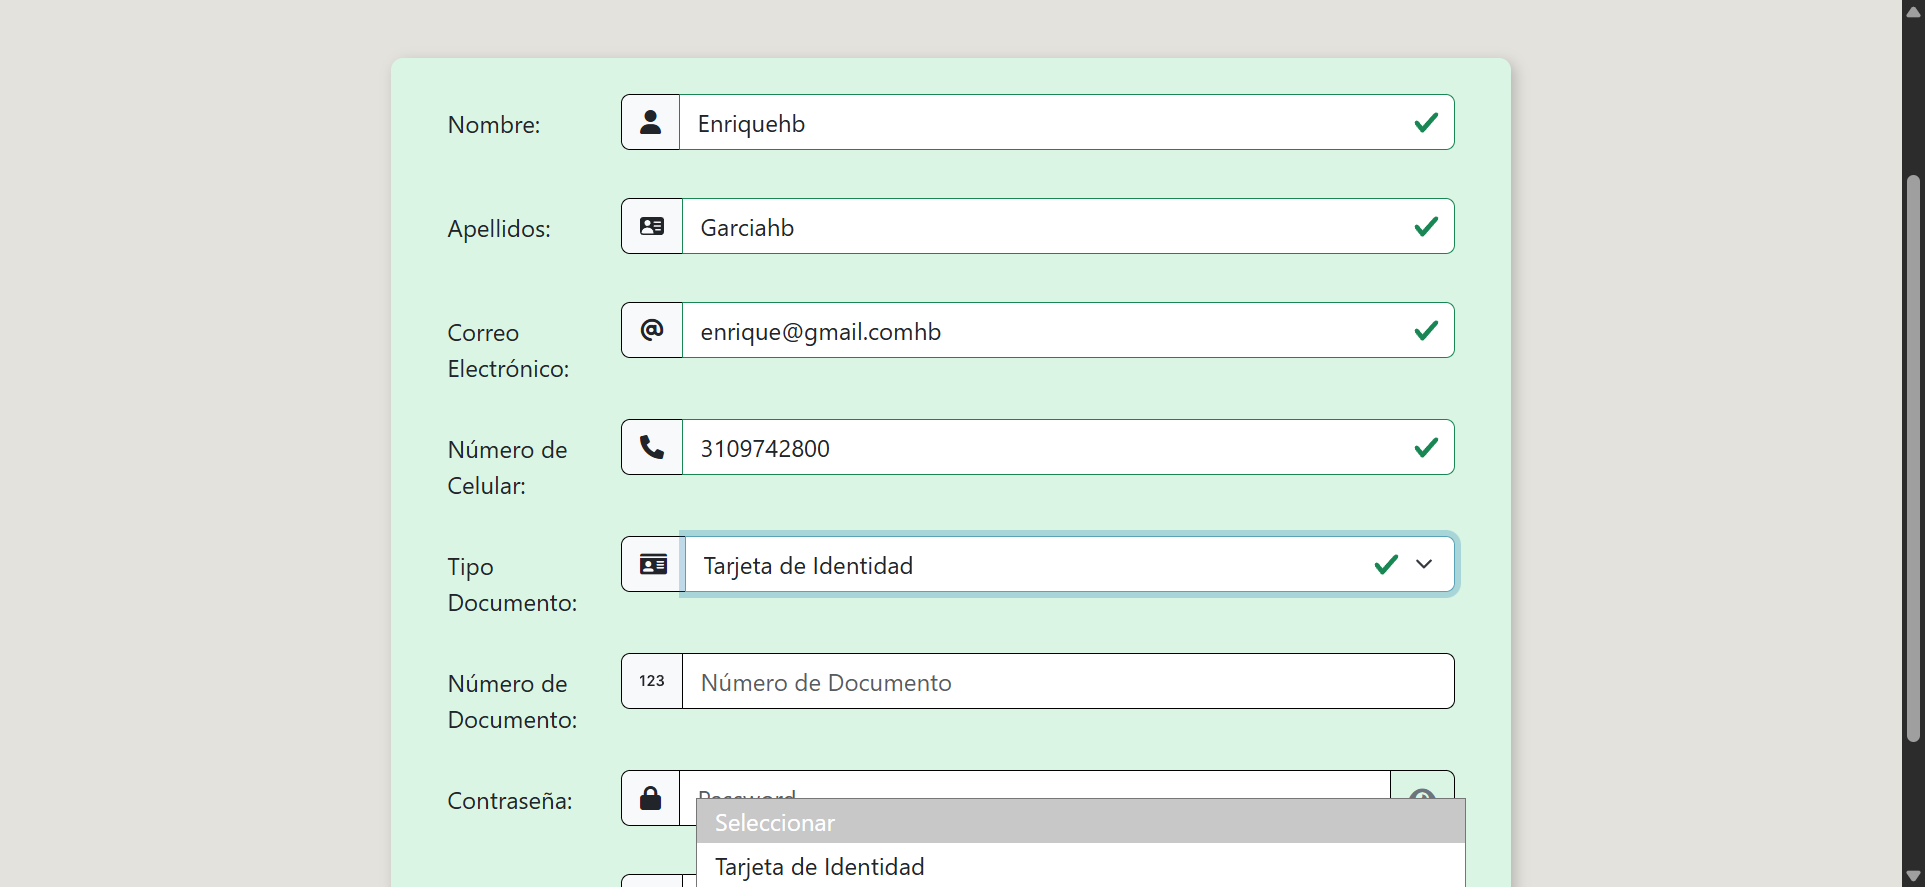 Nombre:
Enriquehb
Apellidos:
Garciahb
Correo
Electrónico:
enrique@gmail.comhb
Número de
Celular:
3109742800
Tipo
Documento:
Tarjeta de Identidad
Número de
Documento:
123
Número de Documento
Contraseña:
Password
Seleccionar
Tarjeta de Identidad